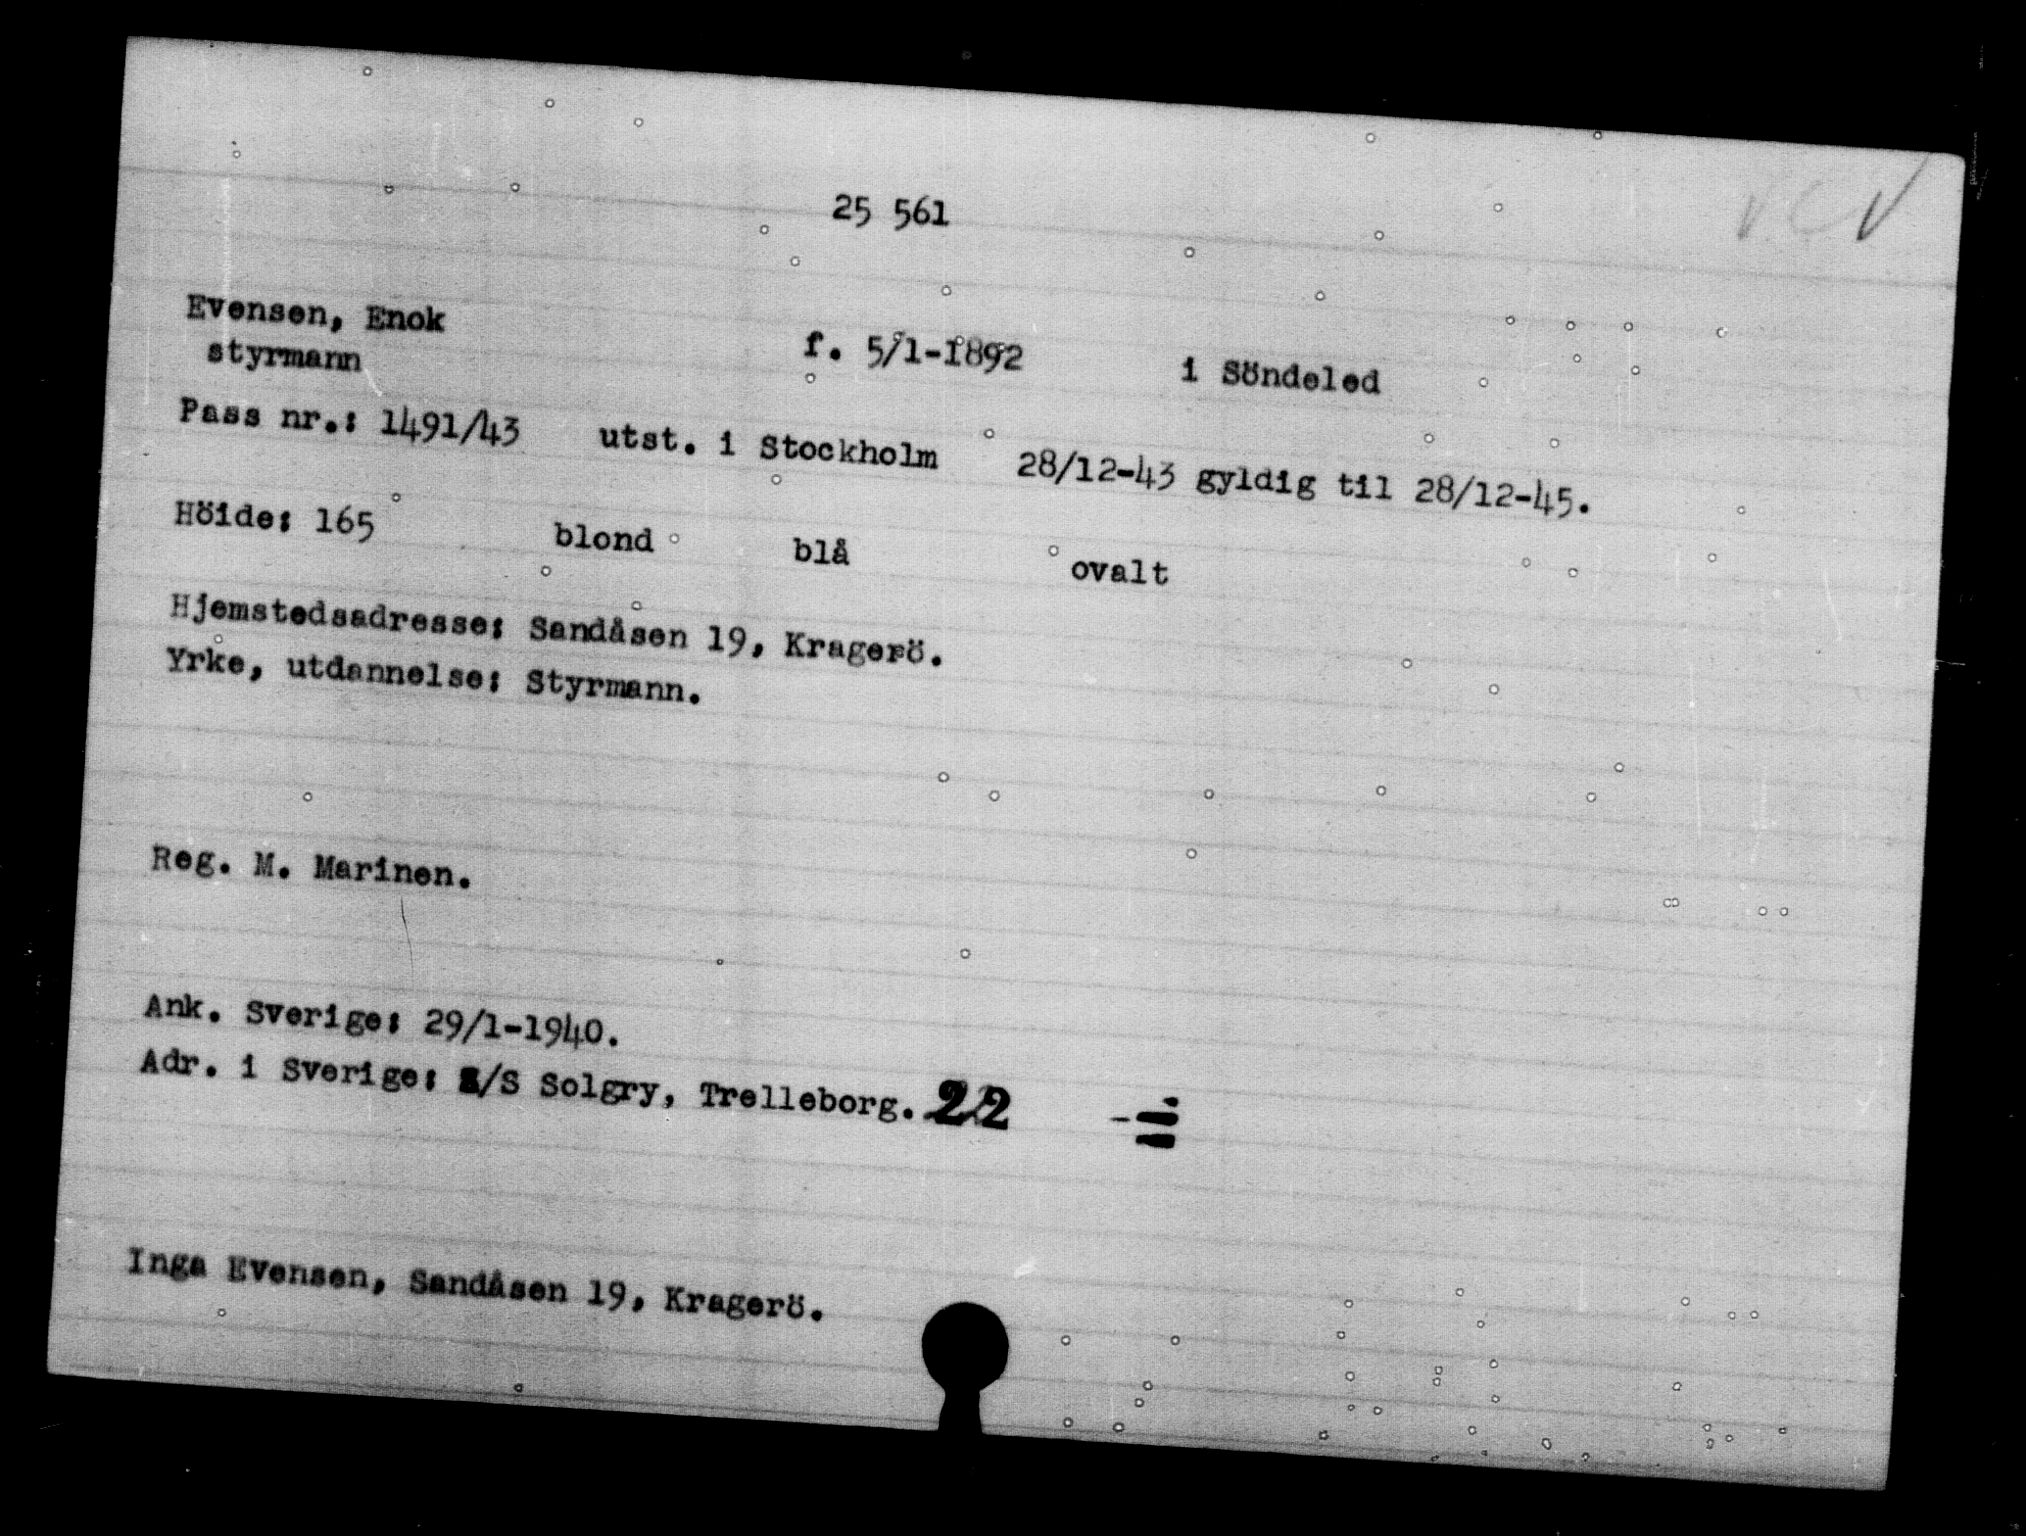 25 561
Evensen, Enok f. 5/1-1892 i Söndeled
styrmann
Pass nr.: 1491/43 utst. i Stockholm 28/12-43 gyldig til 28/12-45.
Höide: 165 blond blå ovalt
Hjemstedsadresse: Sandåsen 19, Kragerö.
Yrke, utdannelse: Styrmann.
Reg. M. Marinen.
Ank. Sverige: 29/1-1940.
Adr. i Sverige: S/S Solgry, Trelleborg. 22
Inga Evensen, Sandåsen 19, Kragerö.